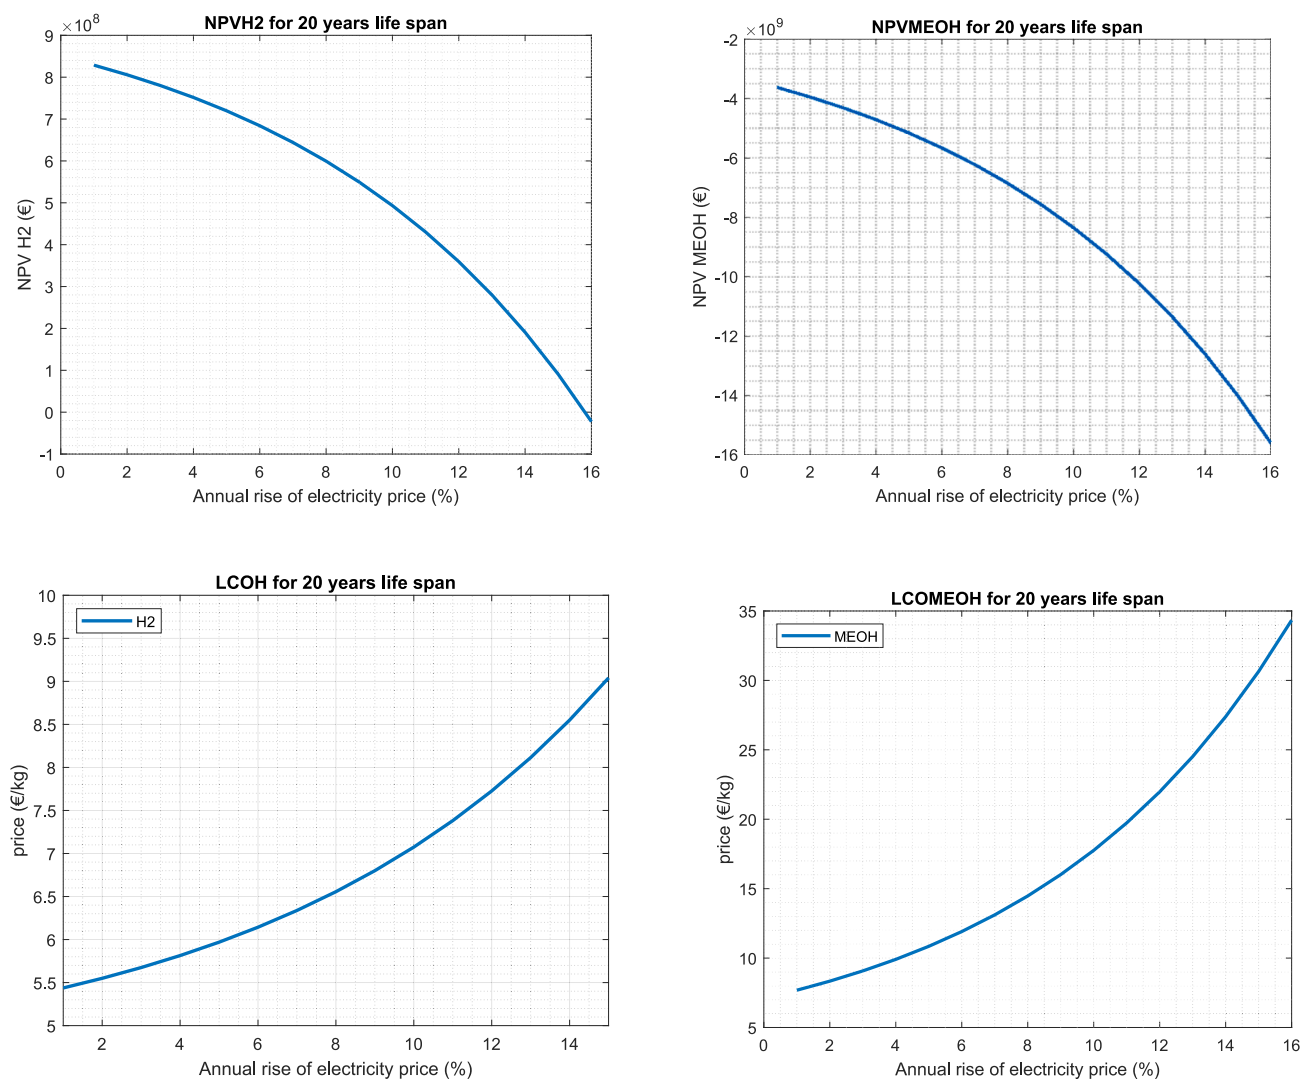 NPVH2 for 20 years life span
×10^8
9
8
7
6
5
4
3
2
1
0
-1
NPV H2 (€)
0 2 4 6 8 10 12 14 16
Annual rise of electricity price (%)
NPVMEOH for 20 years life span
×10^9
-2
-4
-6
-8
-10
-12
-14
-16
NPV MEOH (€)
0 2 4 6 8 10 12 14 16
Annual rise of electricity price (%)
LCOH for 20 years life span
H2
10
9.5
9
8.5
8
7.5
7
6.5
6
5.5
5
price (€/kg)
2 4 6 8 10 12 14
Annual rise of electricity price (%)
LCOMEOH for 20 years life span
MEOH
35
30
25
20
15
10
5
price (€/kg)
0 2 4 6 8 10 12 14 16
Annual rise of electricity price (%)